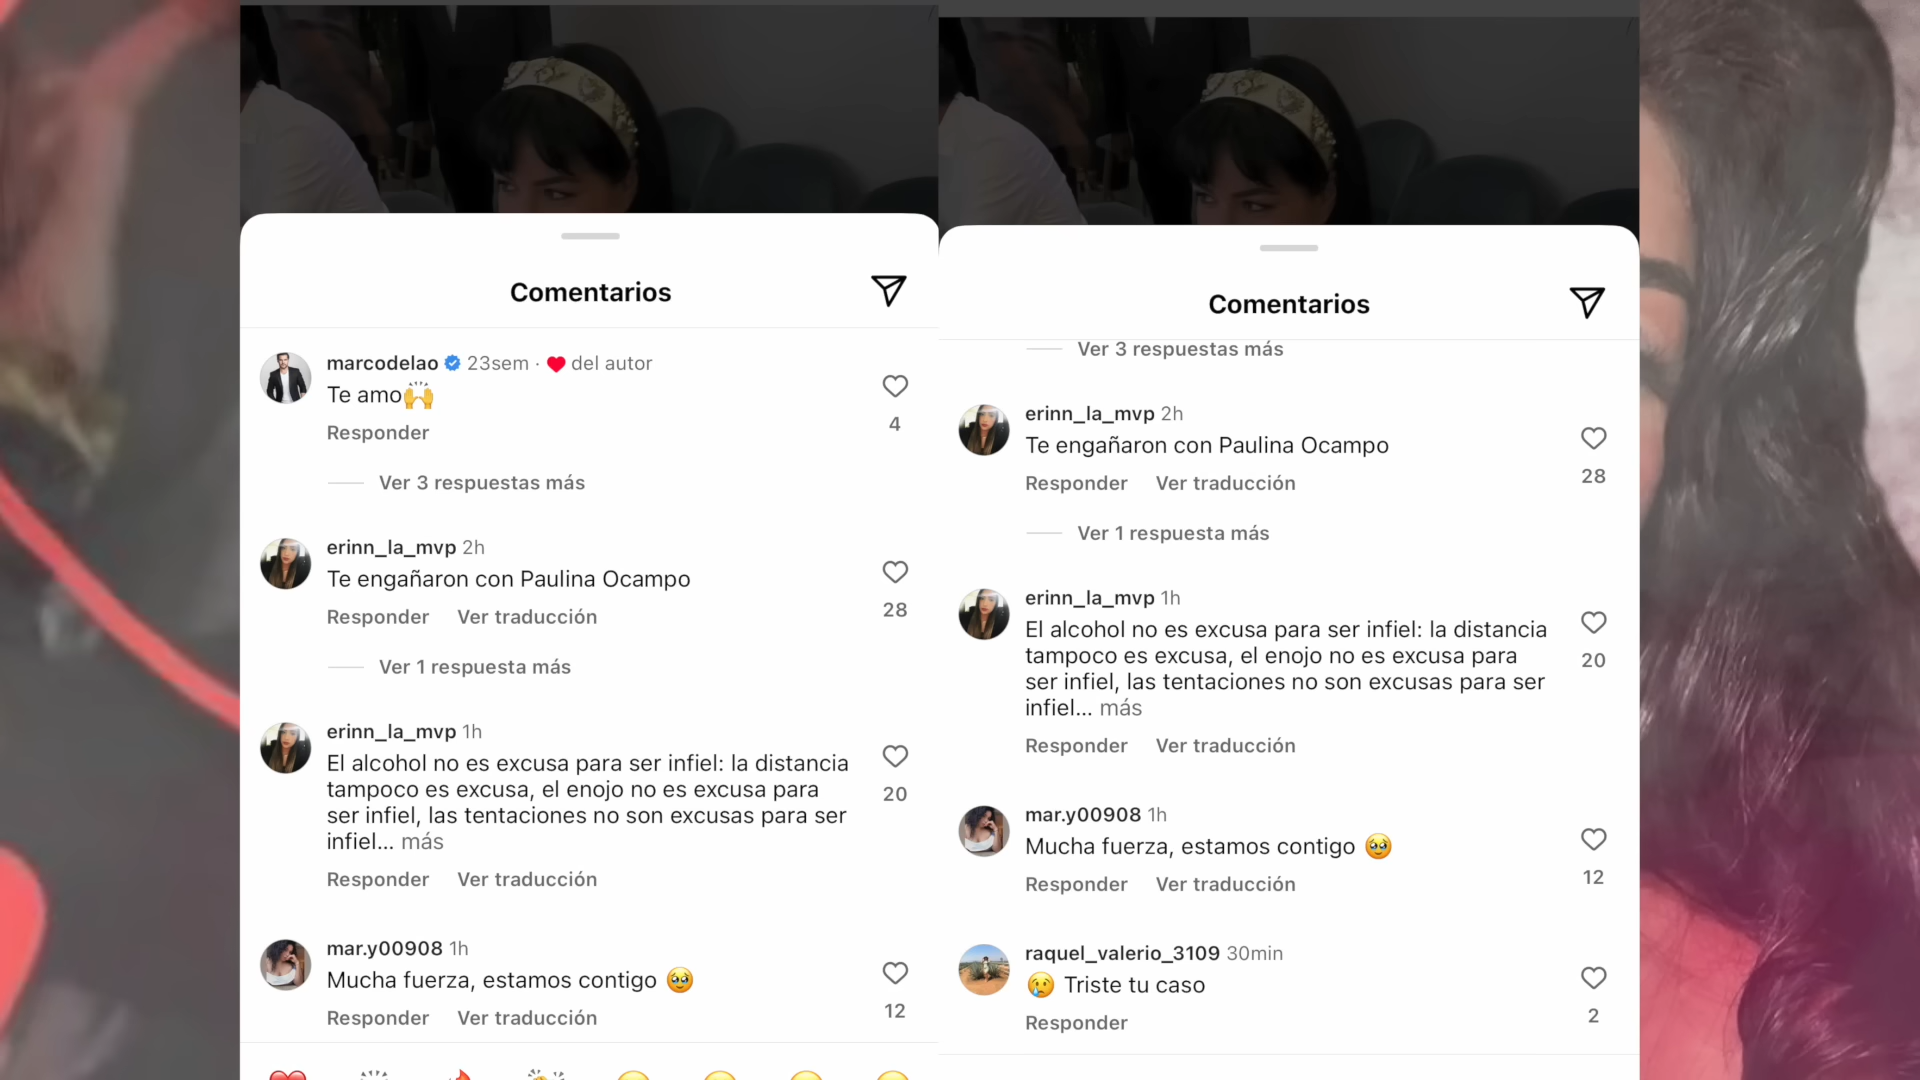 Comentarios
marcodelao 23sem · ❤️ del autor
Te amo🙌
4
Responder
Ver 3 respuestas más
erinn_la_mvp 2h
Te engañaron con Paulina Ocampo
28
Responder Ver traducción
Ver 1 respuesta más
erinn_la_mvp 1h
El alcohol no es excusa para ser infiel: la distancia
tampoco es excusa, el enojo no es excusa para
20
ser infiel, las tentaciones no son excusas para ser
infiel... más
Responder Ver traducción
mar.y00908 1h
Mucha fuerza, estamos contigo 🥹
12
Responder Ver traducción
Comentarios
Ver 3 respuestas más
erinn_la_mvp 2h
Te engañaron con Paulina Ocampo
28
Responder Ver traducción
Ver 1 respuesta más
erinn_la_mvp 1h
El alcohol no es excusa para ser infiel: la distancia
tampoco es excusa, el enojo no es excusa para
20
ser infiel, las tentaciones no son excusas para ser
infiel... más
Responder Ver traducción
mar.y00908 1h
Mucha fuerza, estamos contigo 🥹
12
Responder Ver traducción
raquel_valerio_3109 30min
😢 Triste tu caso
2
Responder